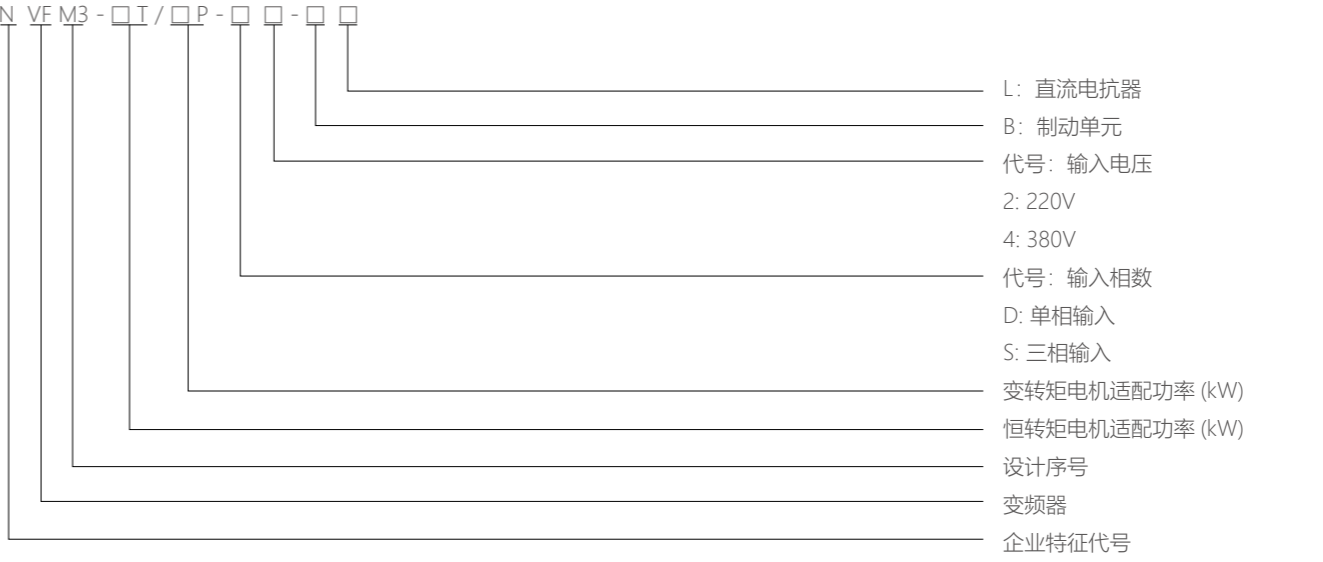 N VF M3 - □ T / □ P - □ □ - □ □
L：直流电抗器
B：制动单元
代号：输入电压
2: 220V
4: 380V
代号：输入相数
D: 单相输入
S: 三相输入
变转矩电机适配功率 (kW)
恒转矩电机适配功率 (kW)
设计序号
变频器
企业特征代号